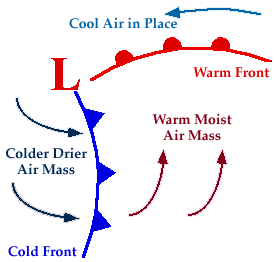 Cool Air in Place
L
Warm Front
Warm Moist
Air Mass
Colder Drier
Air Mass
Cold Front